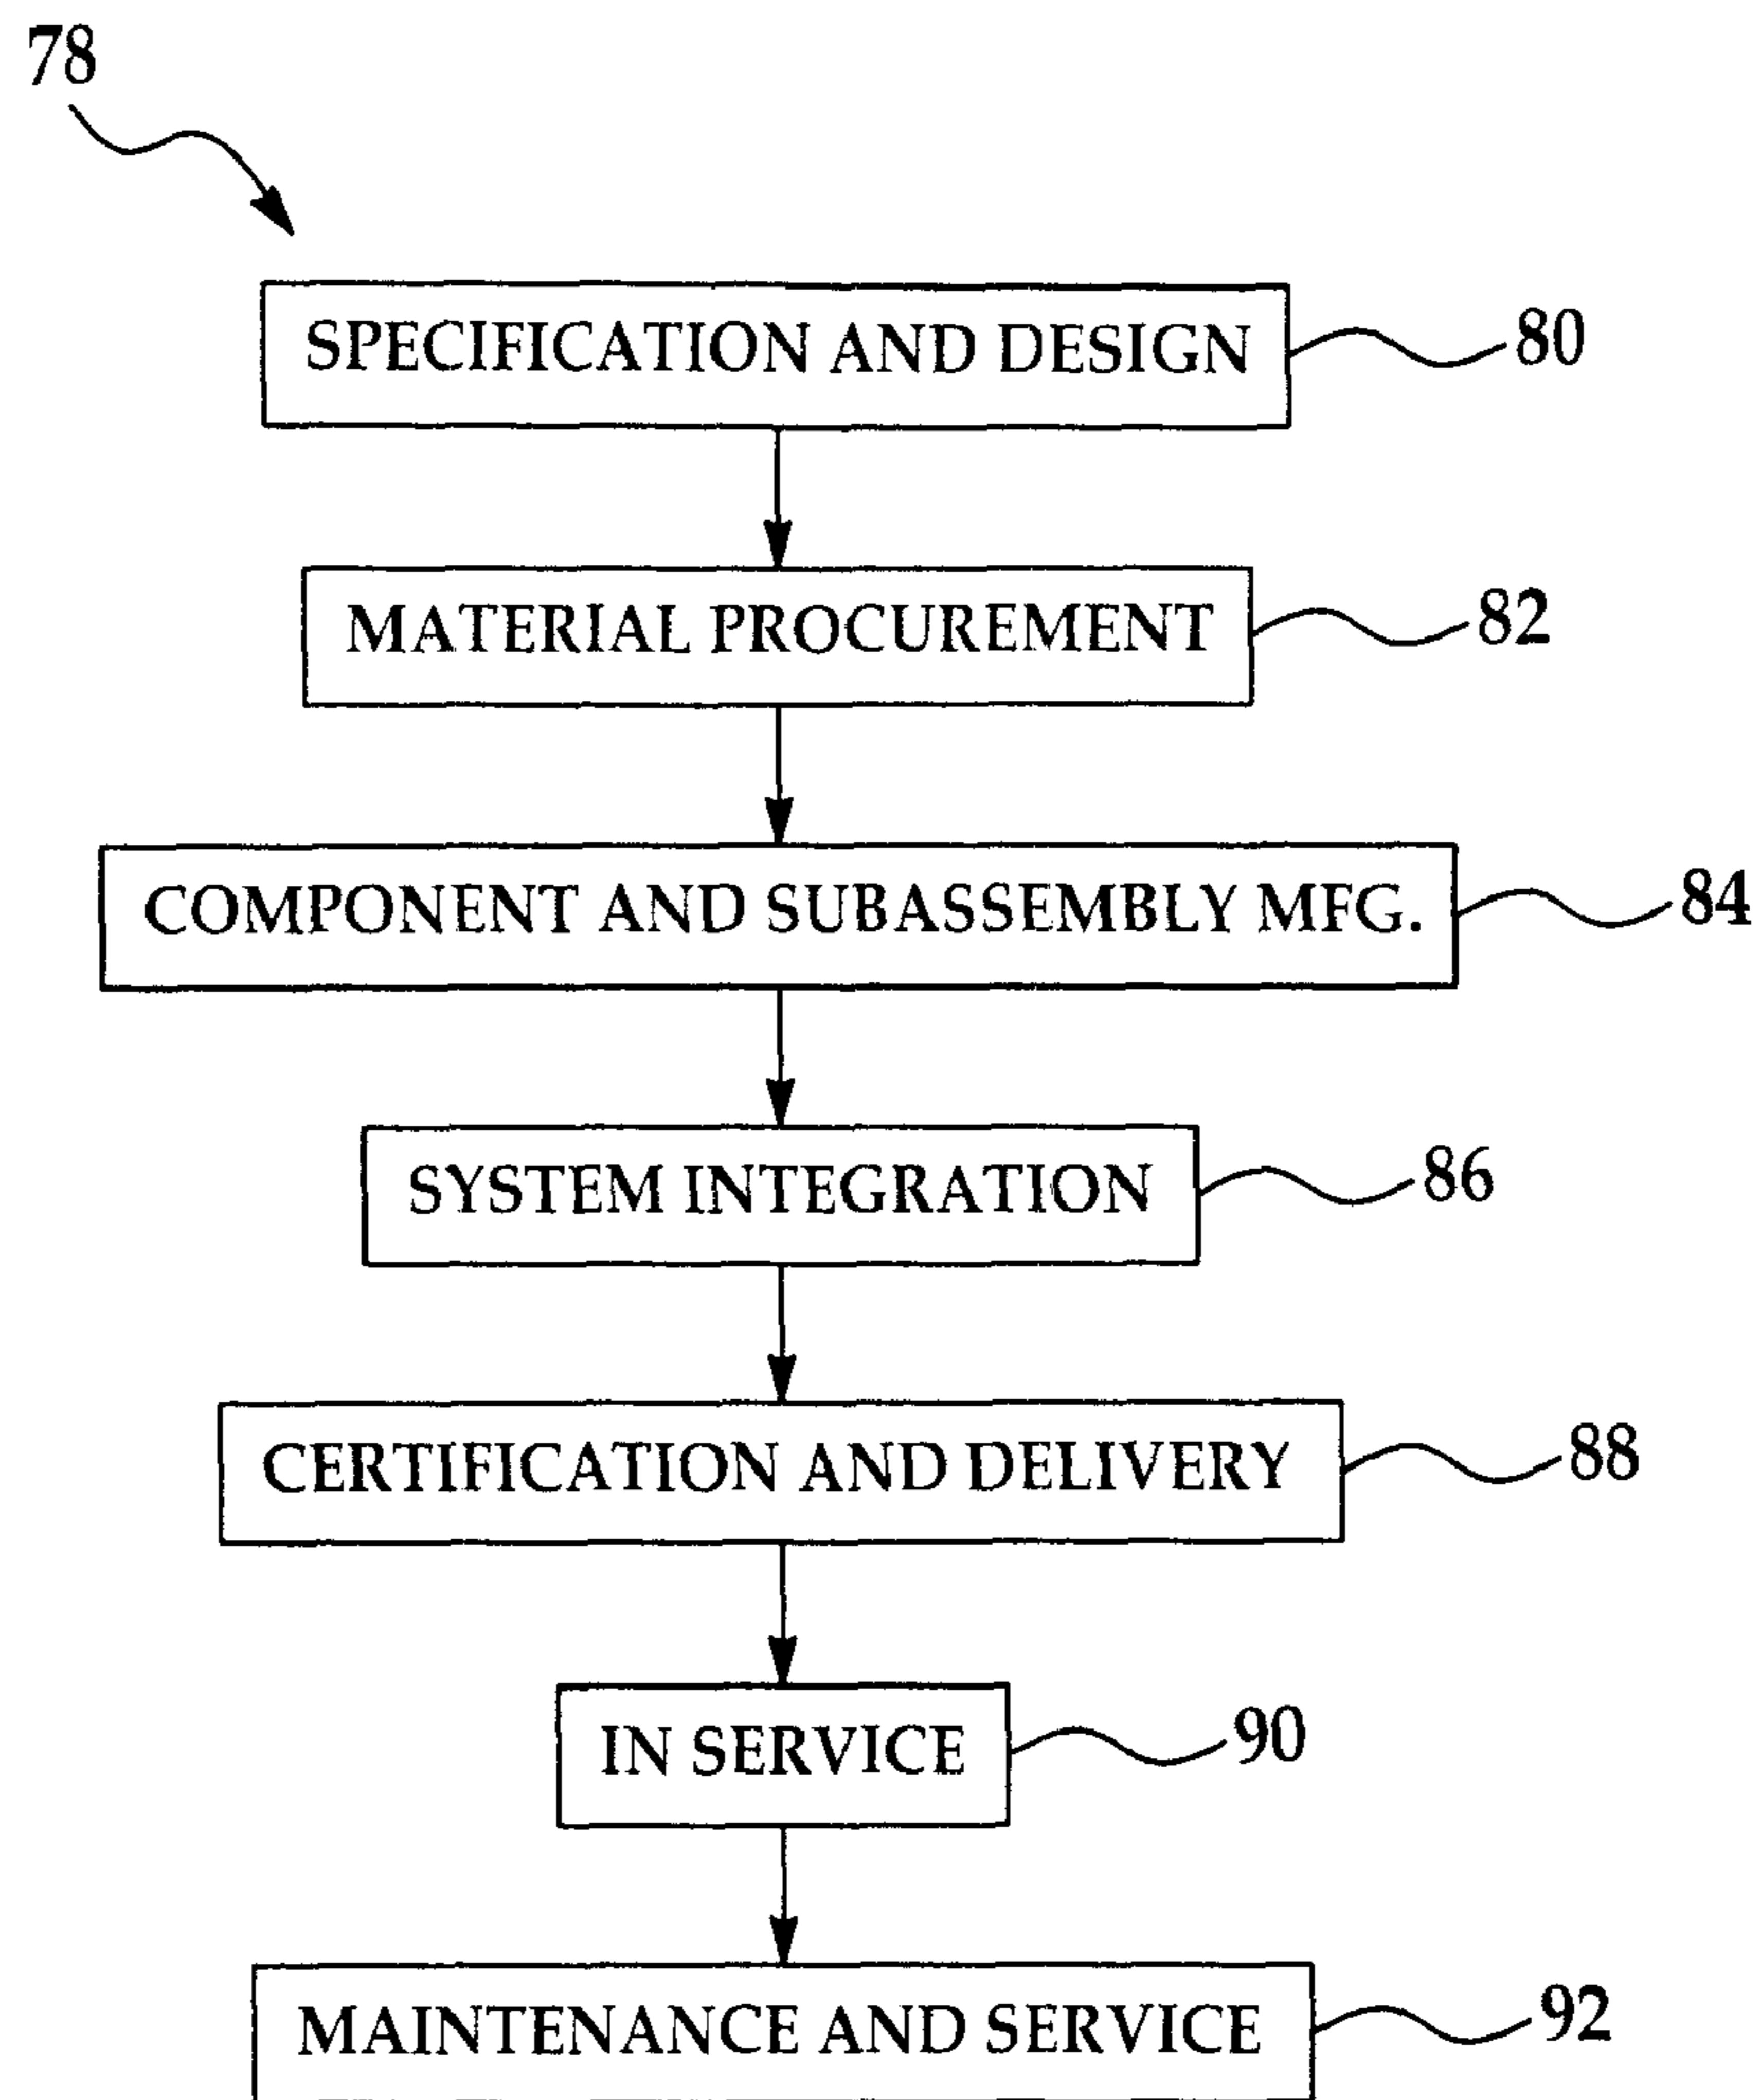 78
SPECIFICATION AND DESIGN 80
MATERIAL PROCUREMENT 82
COMPONENT AND SUBASSEMBLY MFG. 84
SYSTEM INTEGRATION 86
CERTIFICATION AND DELIVERY 88
IN SERVICE 90
MAINTENANCE AND SERVICE 92